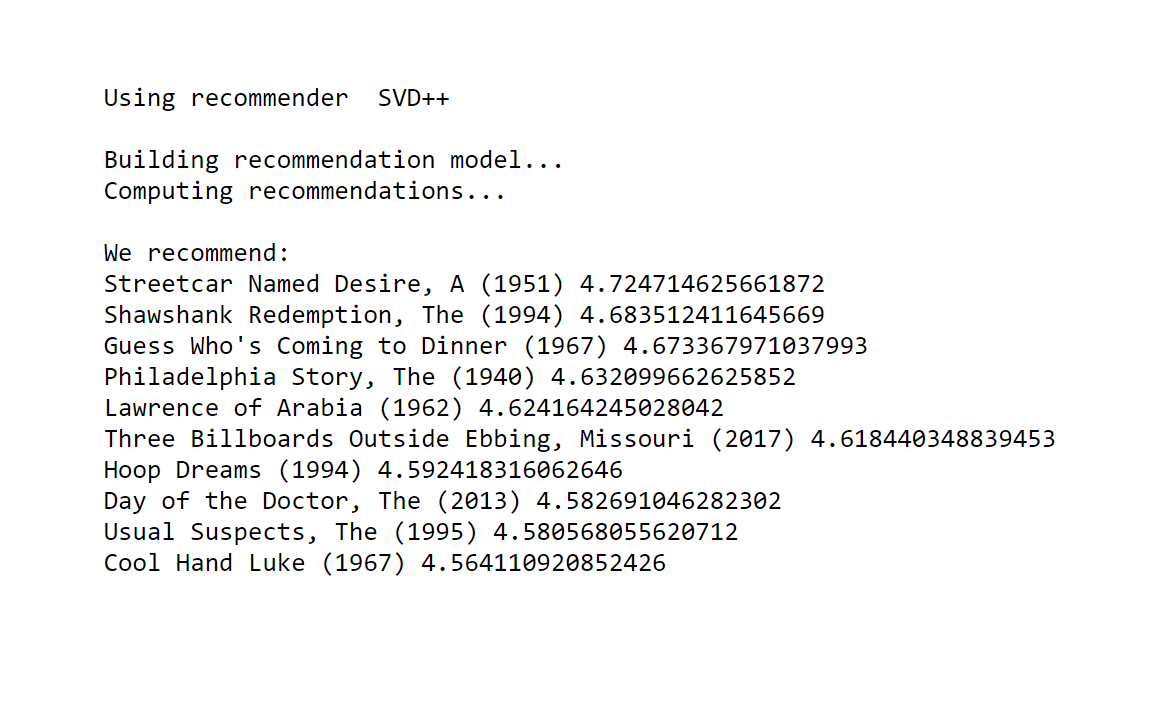 Using recommender  SVD++
Building recommendation model...
Computing recommendations...
We recommend:
Streetcar Named Desire, A (1951) 4.724714625661872
Shawshank Redemption, The (1994) 4.683512411645669
Guess Who's Coming to Dinner (1967) 4.673367971037993
Philadelphia Story, The (1940) 4.632099662625852
Lawrence of Arabia (1962) 4.624164245028042
Three Billboards Outside Ebbing, Missouri (2017) 4.618440348839453
Hoop Dreams (1994) 4.592418316062646
Day of the Doctor, The (2013) 4.582691046282302
Usual Suspects, The (1995) 4.580568055620712
Cool Hand Luke (1967) 4.564110920852426